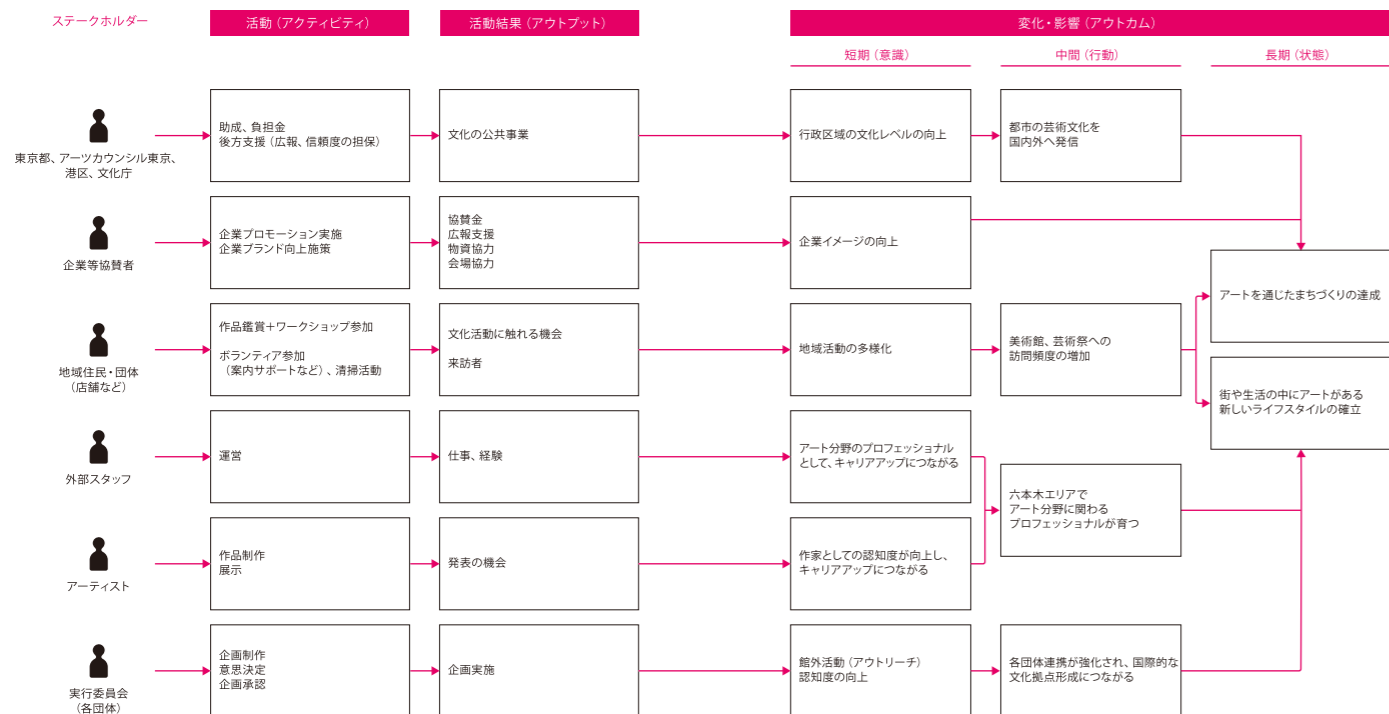 ステークホルダー
活動（アクティビティ）
活動結果（アウトプット）
変化・影響（アウトカム）
短期（意識）
中間（行動）
長期（状態）
東京都、アーツカウンシル東京、
港区、文化庁
助成、負担金
後方支援（広報、信頼度の担保）
文化の公共事業
行政区域の文化レベルの向上
都市の芸術文化を
国内外へ発信
企業等協賛者
企業プロモーション実施
企業ブランド向上施策
協賛金
広報支援
物資協力
会場協力
企業イメージの向上
アートを通じたまちづくりの達成
地域住民・団体
（店舗など）
作品鑑賞＋ワークショップ参加
ボランティア参加
（案内サポートなど）、清掃活動
文化活動に触れる機会
来訪者
地域活動の多様化
美術館、芸術祭への
訪問頻度の増加
街や生活の中にアートがある
新しいライフスタイルの確立
外部スタッフ
運営
仕事、経験
アート分野のプロフェッショナル
として、キャリアアップにつながる
六本木エリアで
アート分野に関わる
プロフェッショナルが育つ
アーティスト
作品制作
展示
発表の機会
作家としての認知度が向上し、
キャリアアップにつながる
実行委員会
（各団体）
企画制作
意思決定
企画承認
企画実施
館外活動（アウトリーチ）
認知度の向上
各団体連携が強化され、国際的な
文化拠点形成につながる